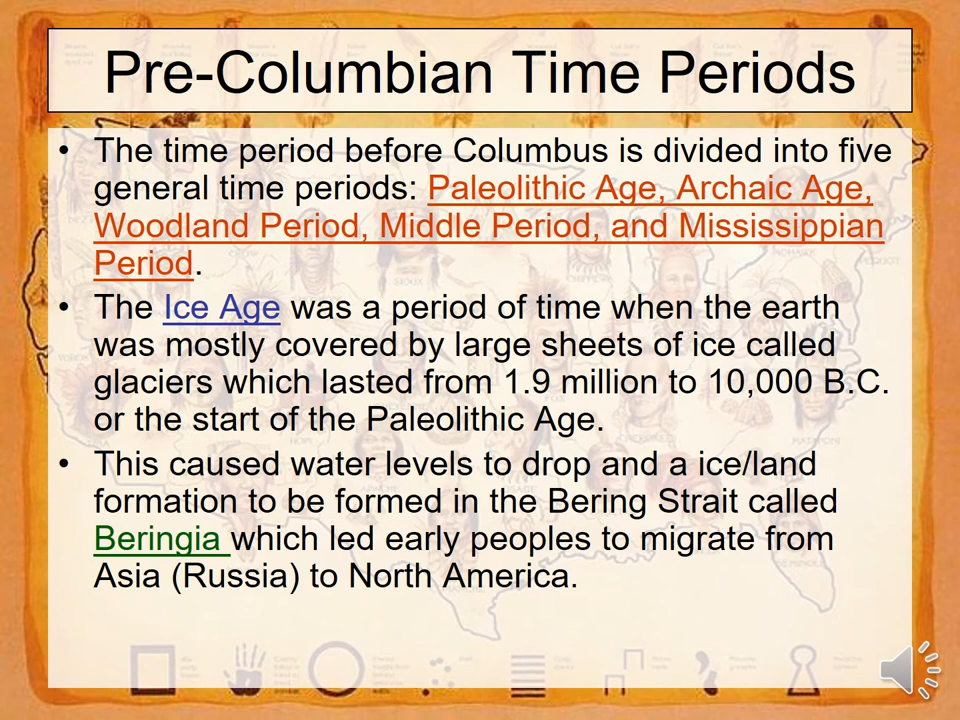 Pre-Columbian Time Periods
• The time period before Columbus is divided into five
general time periods: Paleolithic Age, Archaic Age,
Woodland Period, Middle Period, and Mississippian
Period.
• The Ice Age was a period of time when the earth
was mostly covered by large sheets of ice called
glaciers which lasted from 1.9 million to 10,000 B.C.
or the start of the Paleolithic Age.
• This caused water levels to drop and a ice/land
formation to be formed in the Bering Strait called
Beringia which led early peoples to migrate from
Asia (Russia) to North America.